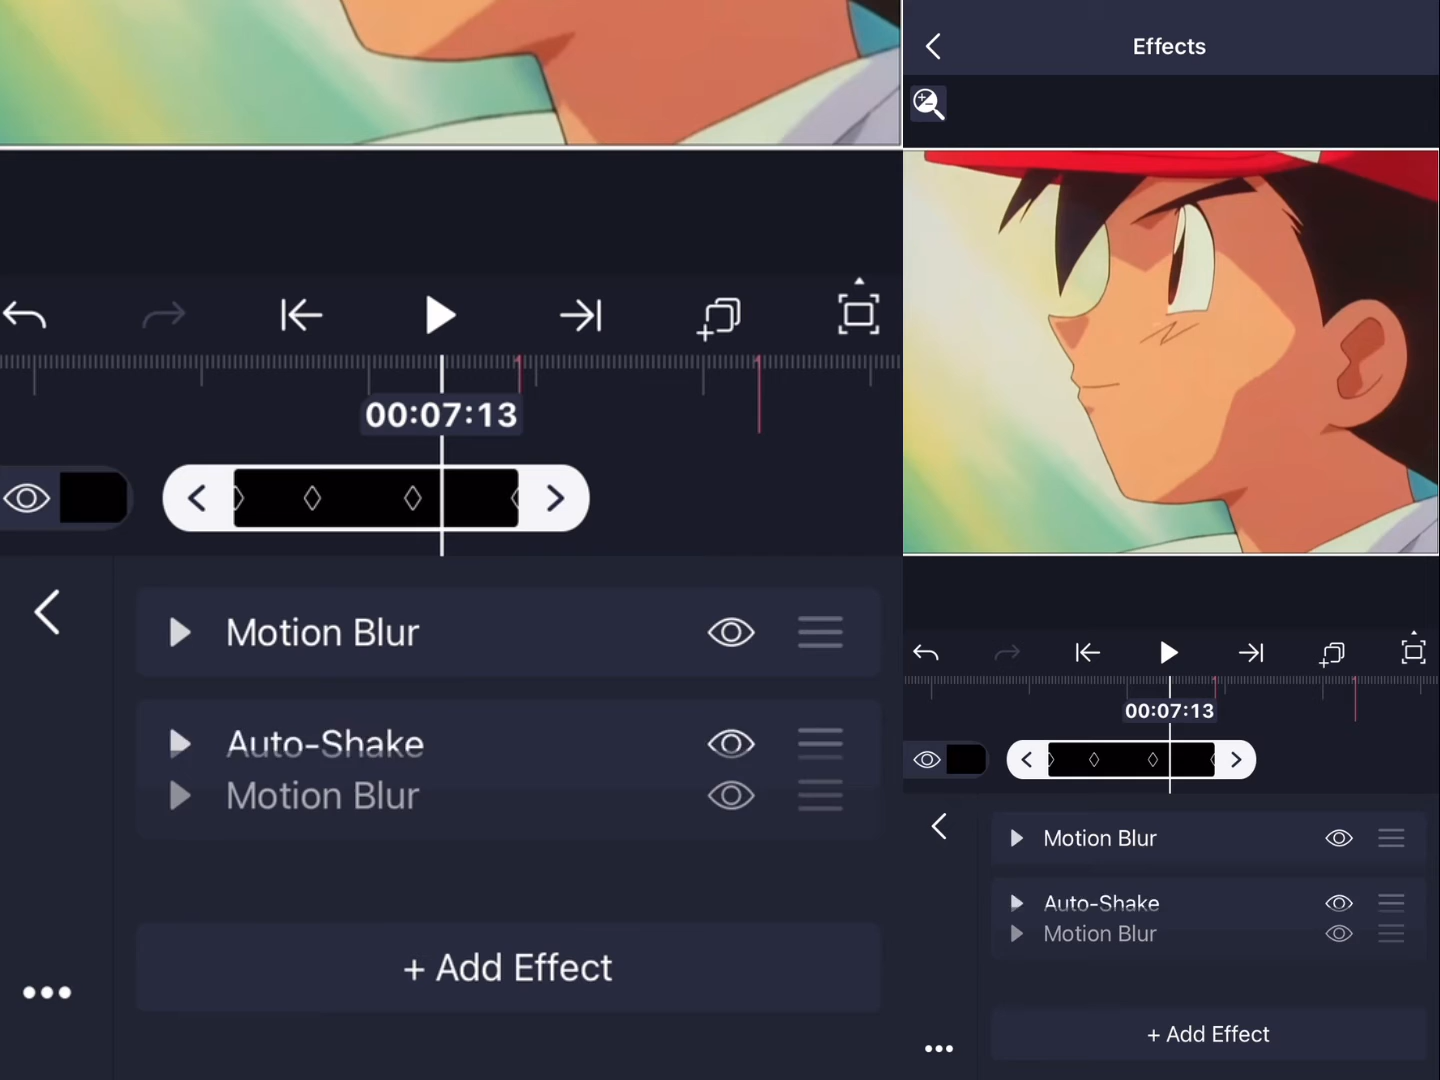 00:07:13
Motion Blur
Auto-Shake
Motion Blur
+ Add Effect
Effects
00:07:13
Motion Blur
Auto-Shake
Motion Blur
+ Add Effect